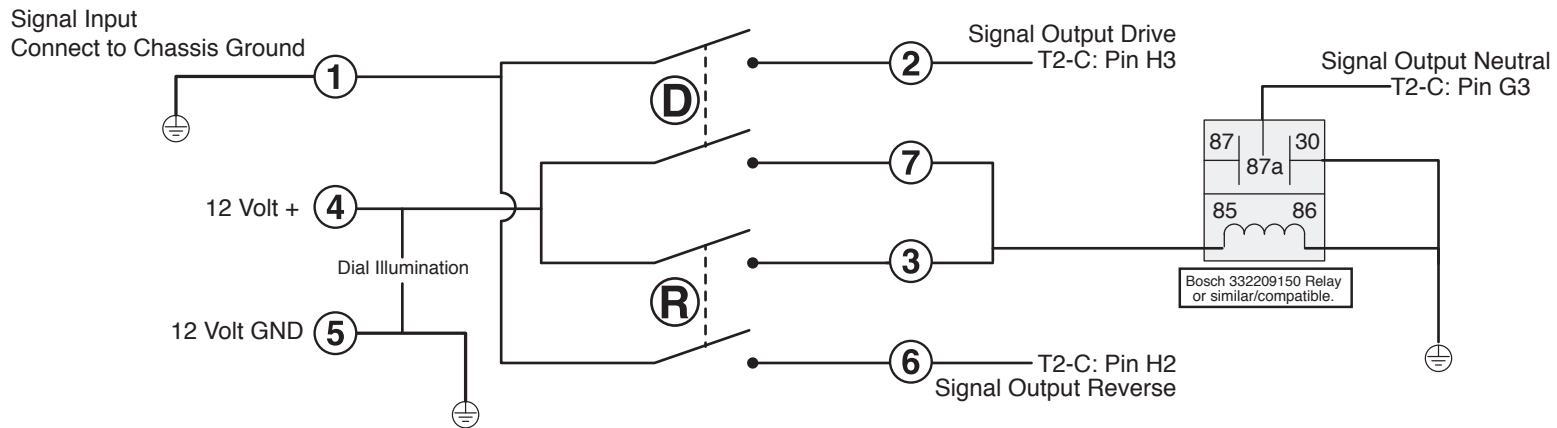 Signal Input
Connect to Chassis Ground
1
D
2
Signal Output Drive
T2-C: Pin H3
Signal Output Neutral
T2-C: Pin G3
87
87a
30
85
86
Bosch 332209150 Relay
or similar/compatible.
7
12 Volt +
4
Dial Illumination
3
R
12 Volt GND
5
6
T2-C: Pin H2
Signal Output Reverse